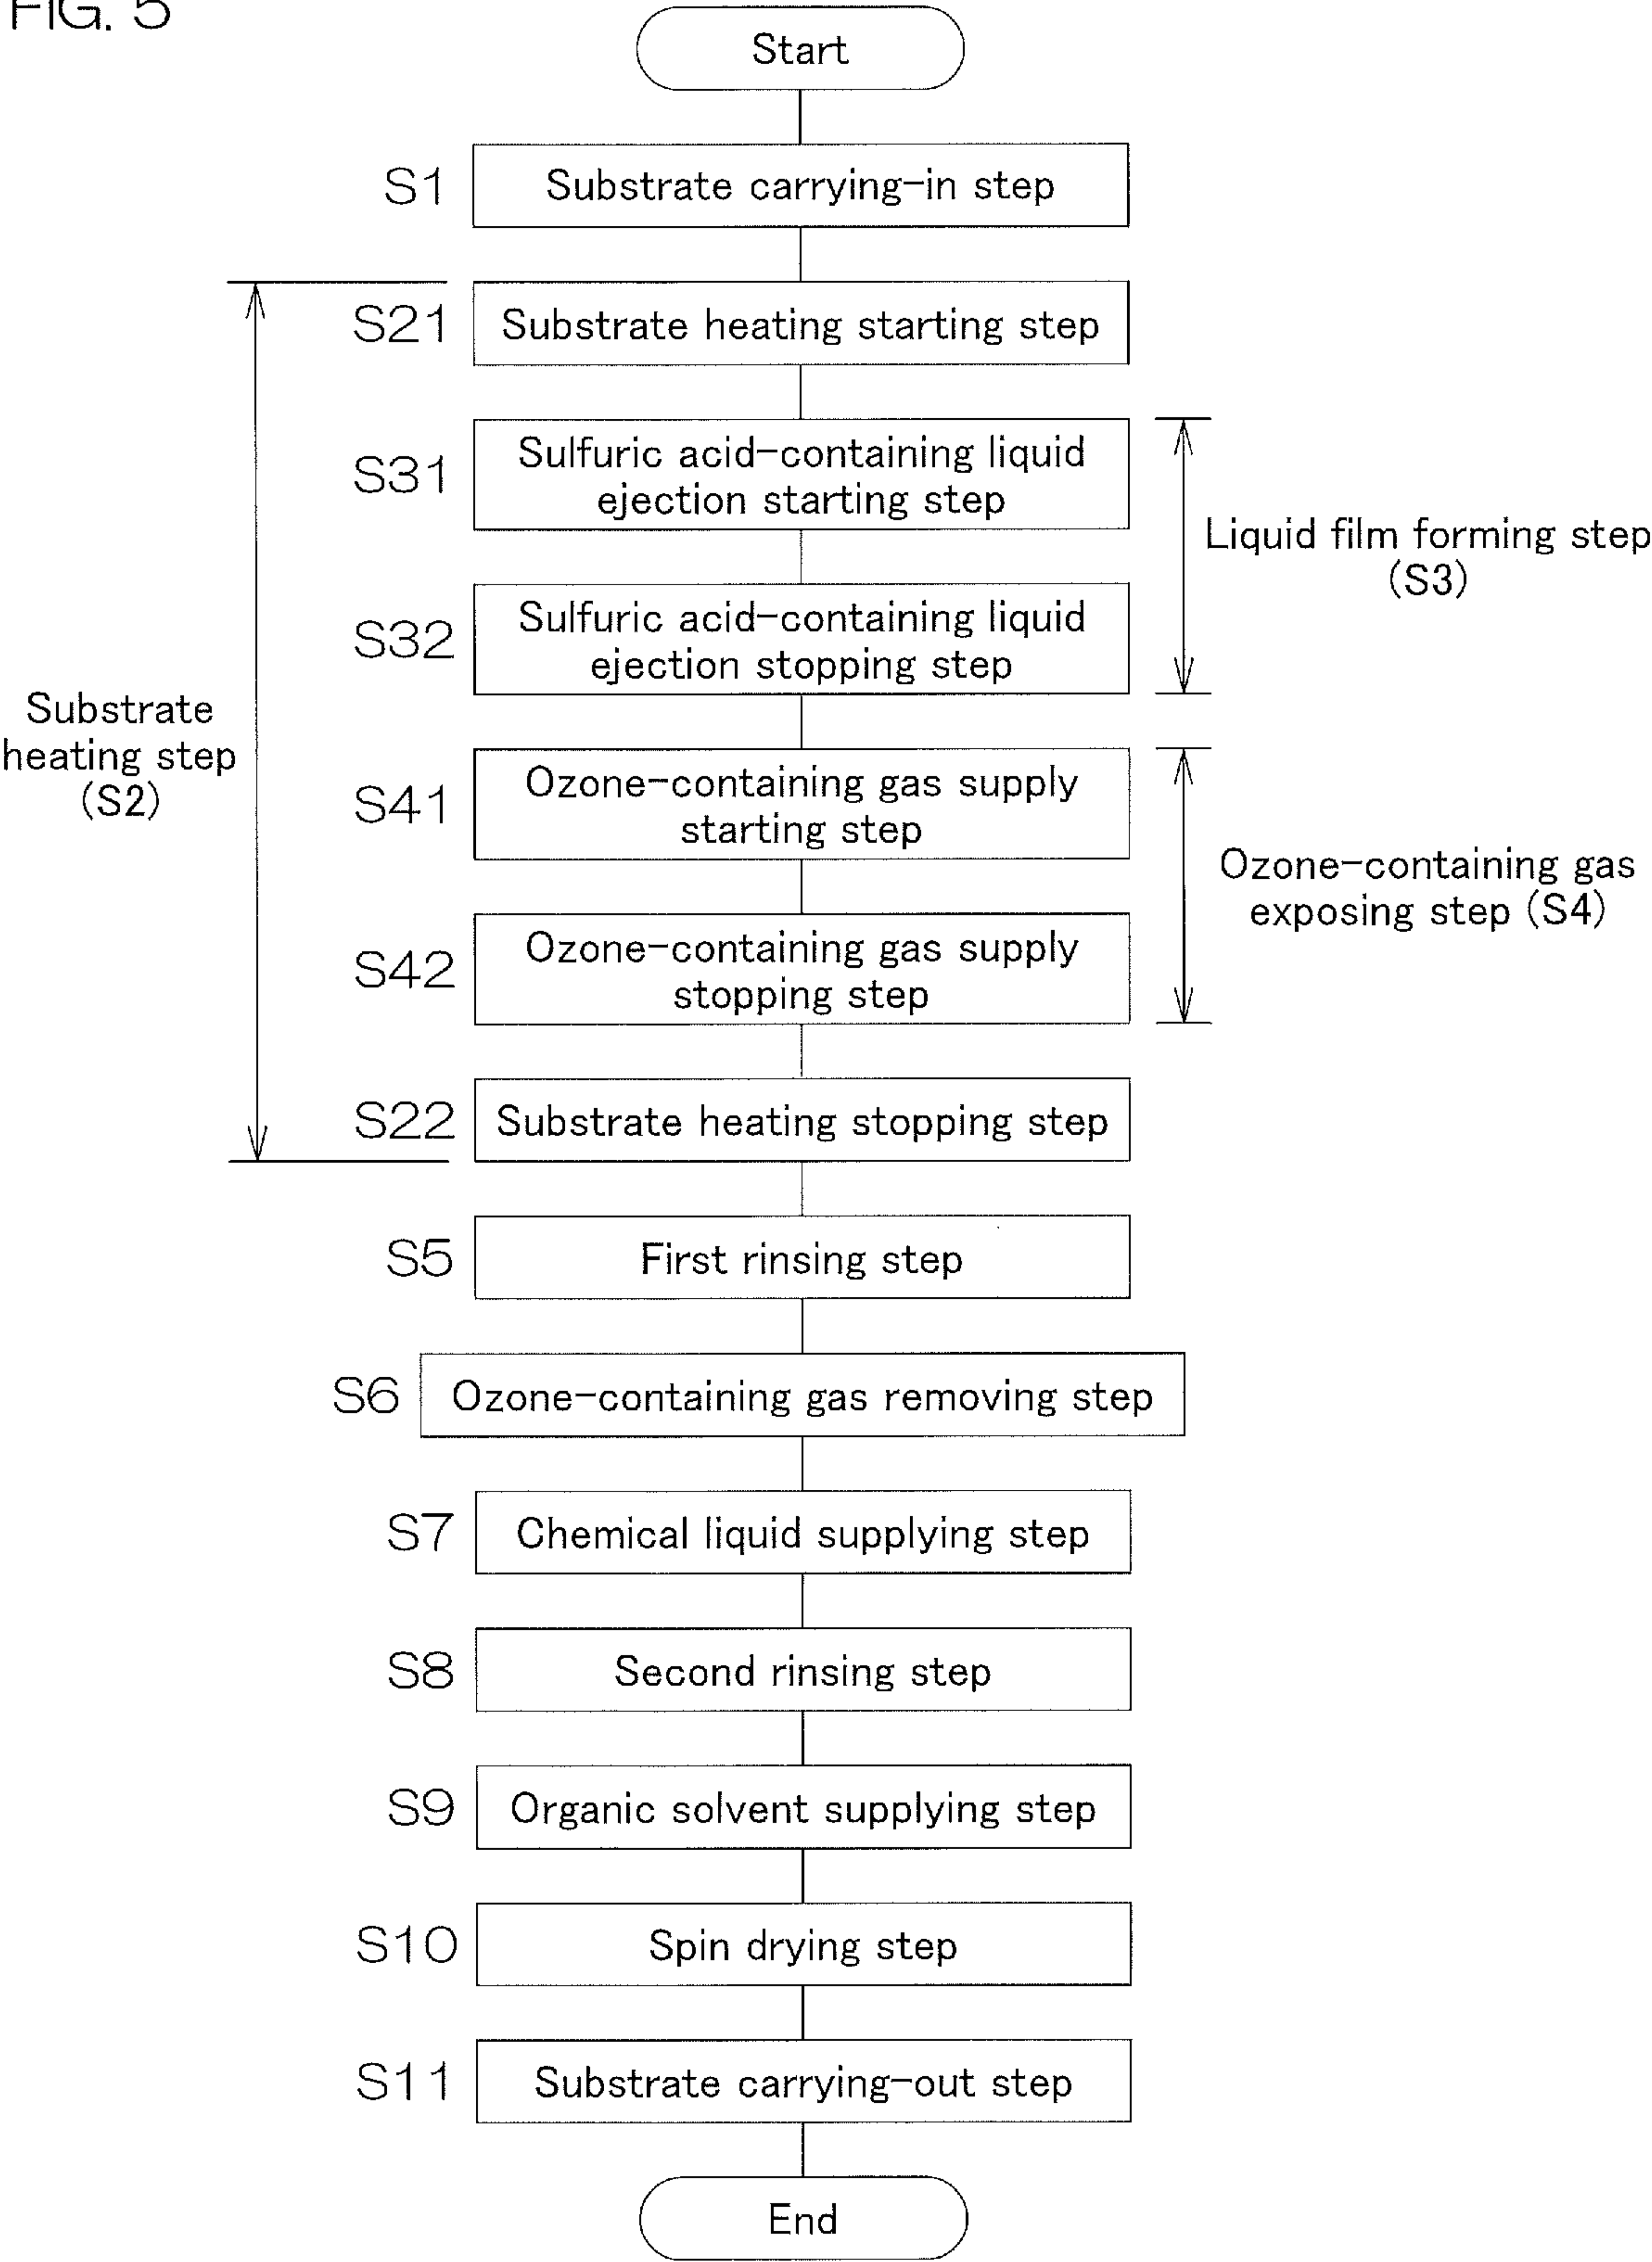 FIG. 5
Start
S1
Substrate carrying-in step
S21
Substrate heating starting step
S31
Sulfuric acid-containing liquid
ejection starting step
Liquid film forming step
(S3)
S32
Sulfuric acid-containing liquid
ejection stopping step
Substrate
heating step
(S2)
S41
Ozone-containing gas supply
starting step
Ozone-containing gas
exposing step (S4)
S42
Ozone-containing gas supply
stopping step
S22
Substrate heating stopping step
S5
First rinsing step
S6
Ozone-containing gas removing step
S7
Chemical liquid supplying step
S8
Second rinsing step
S9
Organic solvent supplying step
S10
Spin drying step
S11
Substrate carrying-out step
End